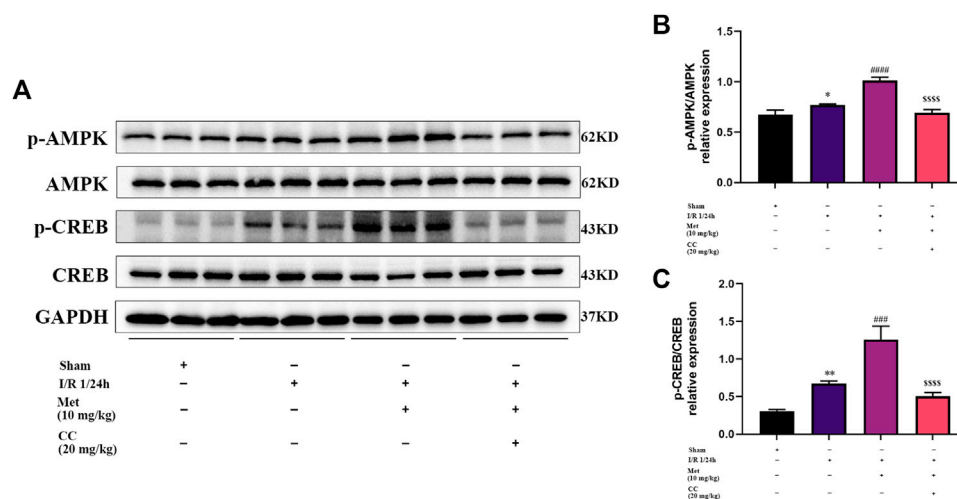 A
p-AMPK 62KD
AMPK 62KD
p-CREB 43KD
CREB 43KD
GAPDH 37KD
Sham + – – –
I/R 1/24h – + + +
Met – – + +
(10 mg/kg)
CC – – – +
(20 mg/kg)
B
p-AMPK/AMPK
relative expression
1.5
1.0
0.5
0.0
*
####
$$$$
Sham + – – –
I/R 1/24h – + + +
Met
(10 mg/kg) – – + +
CC
(20 mg/kg) – – – +
C
p-CREB/CREB
relative expression
2.0
1.5
1.0
0.5
0.0
**
###
$$$$
Sham + – – –
I/R 1/24h – + + +
Met
(10 mg/kg) – – + +
CC
(20 mg/kg) – – – +